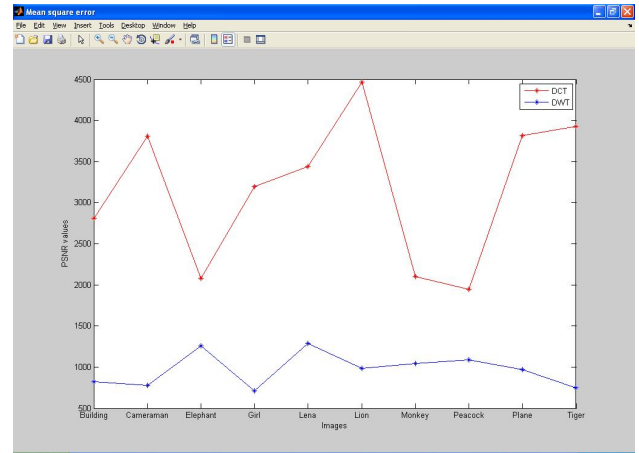 Mean square error
File Edit View Insert Tools Desktop Window Help
4500
4000
3500
3000
2500
2000
1500
1000
500
PSNR values
DCT
DWT
Building Cameraman Elephant Girl Lena Lion Monkey Peacock Plane Tiger
Images